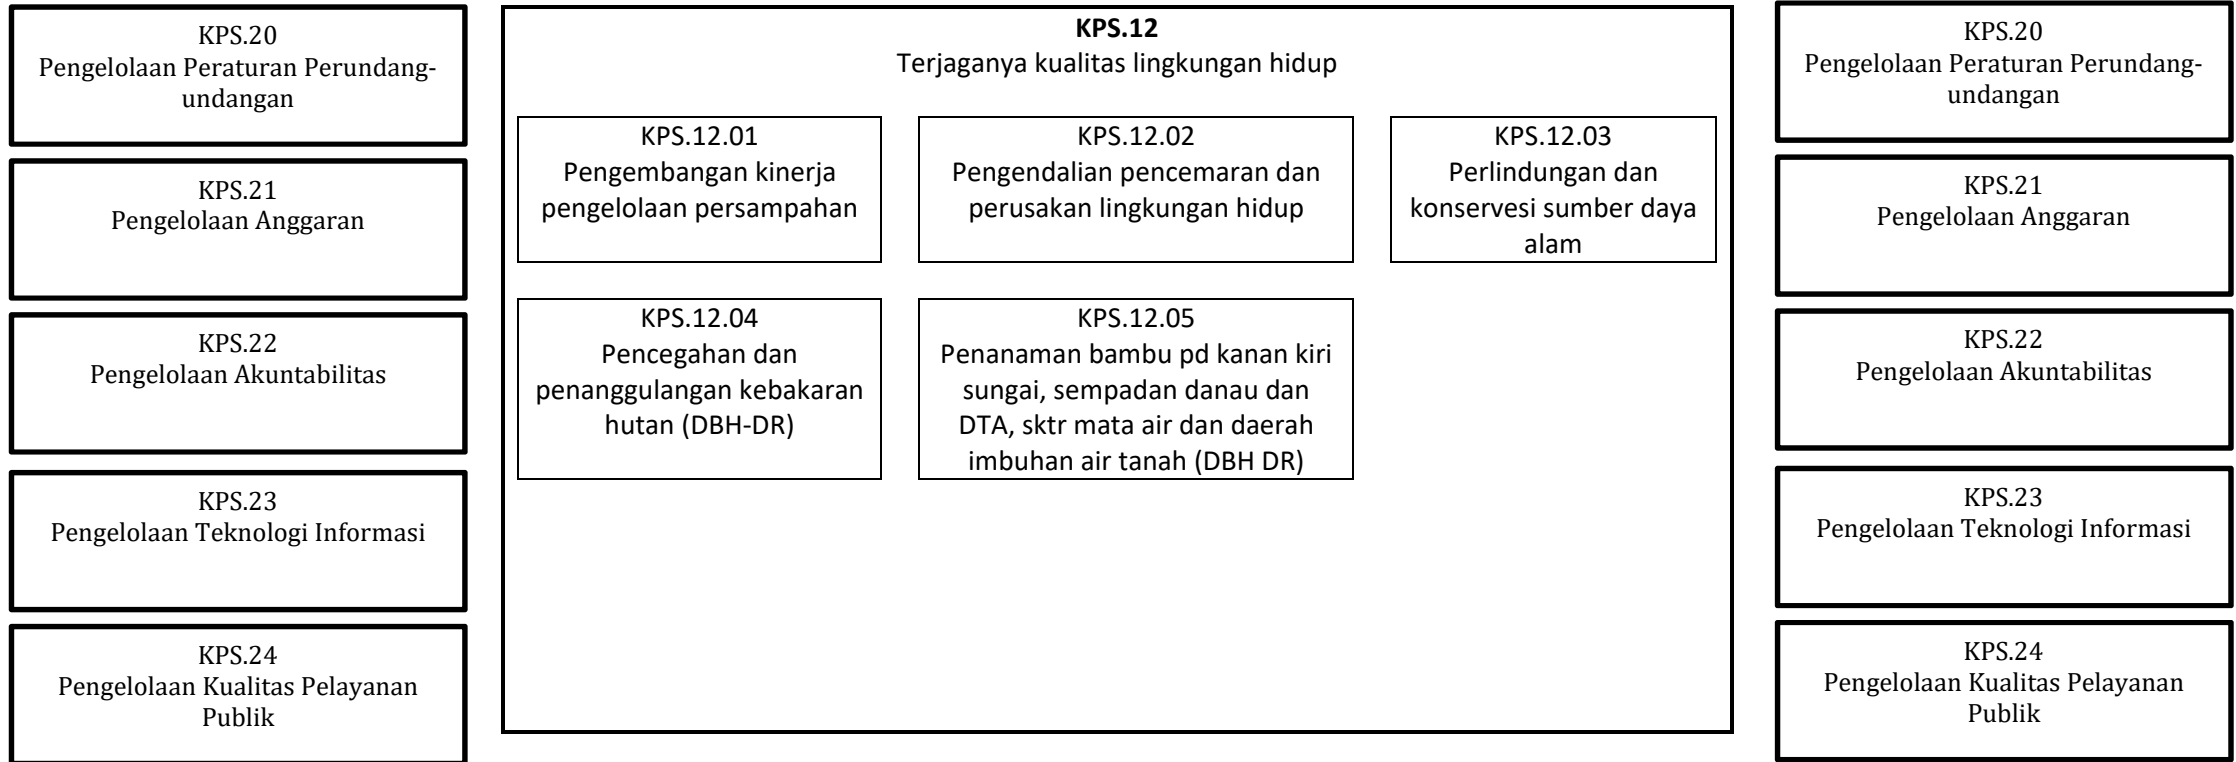 KPS.20
Pengelolaan Peraturan Perundang-
undangan
KPS.21
Pengelolaan Anggaran
KPS.22
Pengelolaan Akuntabilitas
KPS.23
Pengelolaan Teknologi Informasi
KPS.24
Pengelolaan Kualitas Pelayanan
Publik
KPS.12
Terjaganya kualitas lingkungan hidup
KPS.12.01
Pengembangan kinerja
pengelolaan persampahan
KPS.12.02
Pengendalian pencemaran dan
perusakan lingkungan hidup
KPS.12.03
Perlindungan dan
konservesi sumber daya
alam
KPS.12.04
Pencegahan dan
penanggulangan kebakaran
hutan (DBH-DR)
KPS.12.05
Penanaman bambu pd kanan kiri
sungai, sempadan danau dan
DTA, sktr mata air dan daerah
imbuhan air tanah (DBH DR)
KPS.20
Pengelolaan Peraturan Perundang-
undangan
KPS.21
Pengelolaan Anggaran
KPS.22
Pengelolaan Akuntabilitas
KPS.23
Pengelolaan Teknologi Informasi
KPS.24
Pengelolaan Kualitas Pelayanan
Publik